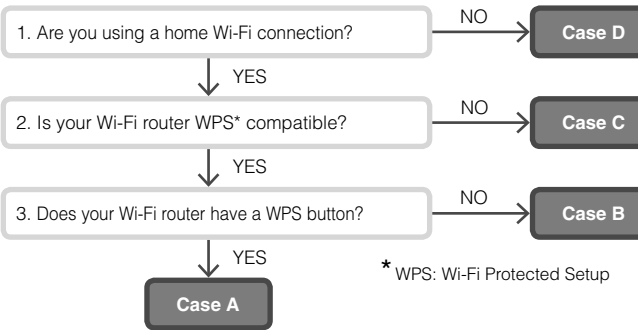 1. Are you using a home Wi-Fi connection?
NO
Case D
YES
2. Is your Wi-Fi router WPS* compatible?
NO
Case C
YES
3. Does your Wi-Fi router have a WPS button?
NO
Case B
YES
* WPS: Wi-Fi Protected Setup
Case A